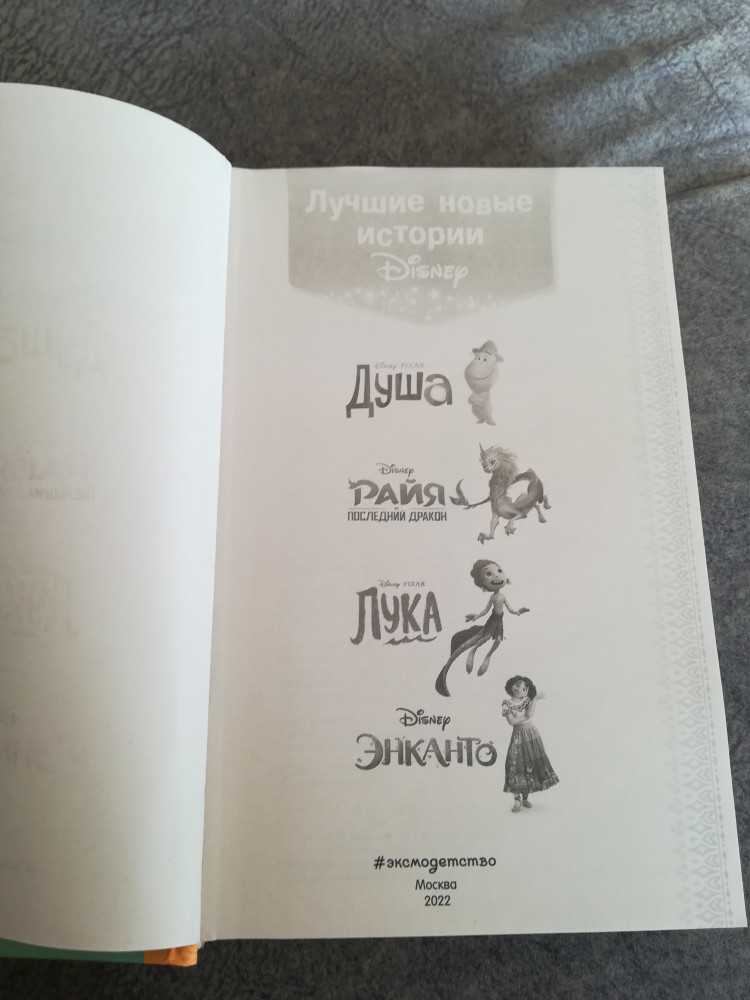 Лучшие новые
истории
Disney
Disney PIXAR
Душа
Disney
РАЙЯ
ПОСЛЕДНИЙ ДРАКОН
Disney PIXAR
ЛУКА
Disney
ЭНКАНТО
#эксмодетство
Москва
2022